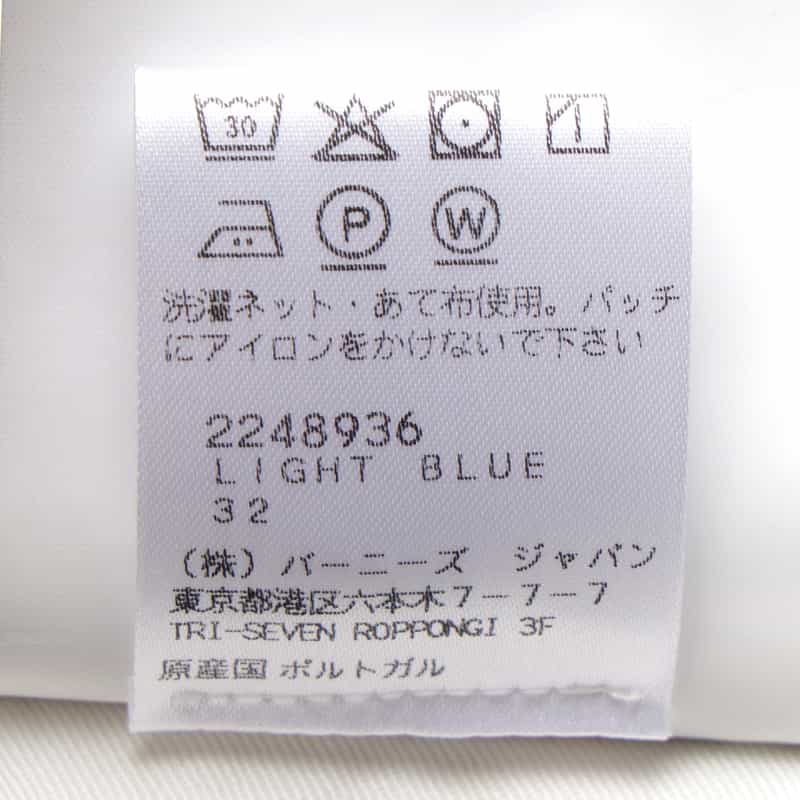 30
P W
洗濯ネット・あて布使用。パッチ
にアイロンをかけないで下さい
2248936
LIGHT BLUE
32
(株) バーニーズ ジャパン
東京都港区六本木7-7-7
TRI-SEVEN ROPPONGI 3F
原産国 ポルトガル